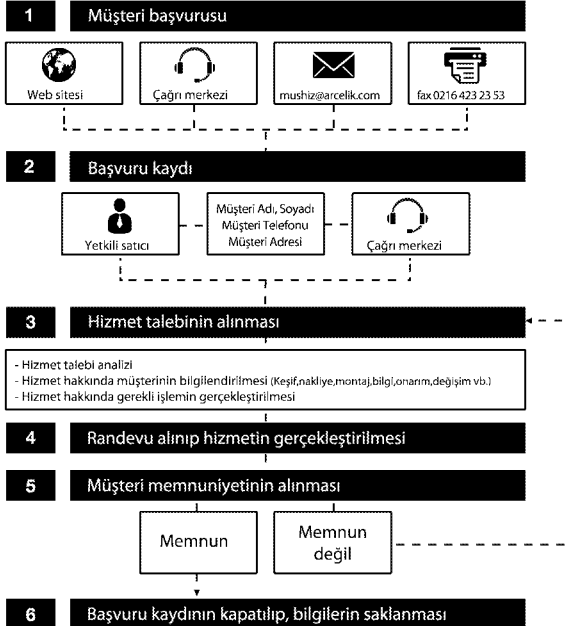 1 Müşteri başvurusu
Web sitesi
Çağrı merkezi
mushiz@arcelik.com
fax 0216 423 23 53
2 Başvuru kaydı
Yetkili satıcı
Müşteri Adı, Soyadı
Müşteri Telefonu
Müşteri Adresi
Çağrı merkezi
3 Hizmet talebinin alınması
- Hizmet talebi analizi
- Hizmet hakkında müşterinin bilgilendirilmesi (Keşif,nakliye,montaj,bilgi,onarım,değişim vb.)
- Hizmet hakkında gerekli işlemin gerçekleştirilmesi
4 Randevu alınıp hizmetin gerçekleştirilmesi
5 Müşteri memnuniyetinin alınması
Memnun
Memnun
değil
6 Başvuru kaydının kapatılıp, bilgilerin saklanması